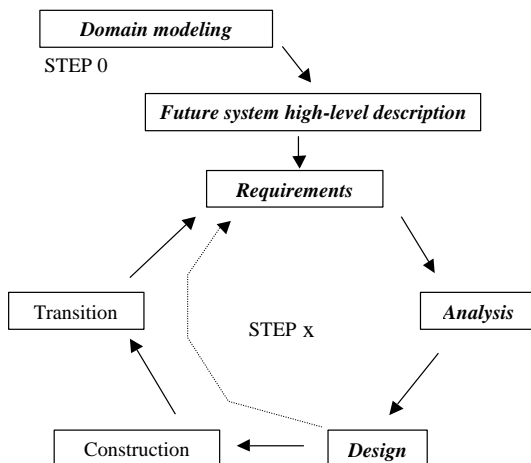 Domain modeling
STEP 0
Future system high-level description
Requirements
Transition
Analysis
STEP x
Construction
Design